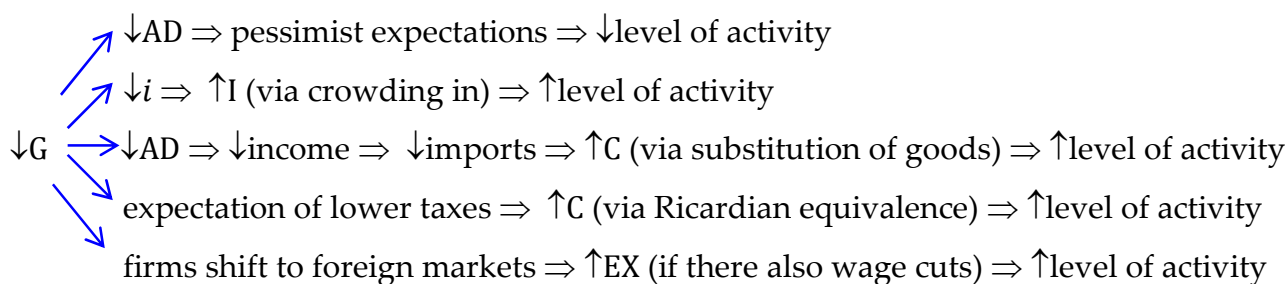 ↓AD ⇒ pessimist expectations ⇒ ↓level of activity
↓i ⇒ ↑I (via crowding in) ⇒ ↑level of activity
↓G ↓AD ⇒ ↓income ⇒ ↓imports ⇒ ↑C (via substitution of goods) ⇒ ↑level of activity
expectation of lower taxes ⇒ ↑C (via Ricardian equivalence) ⇒ ↑level of activity
firms shift to foreign markets ⇒ ↑EX (if there also wage cuts) ⇒ ↑level of activity